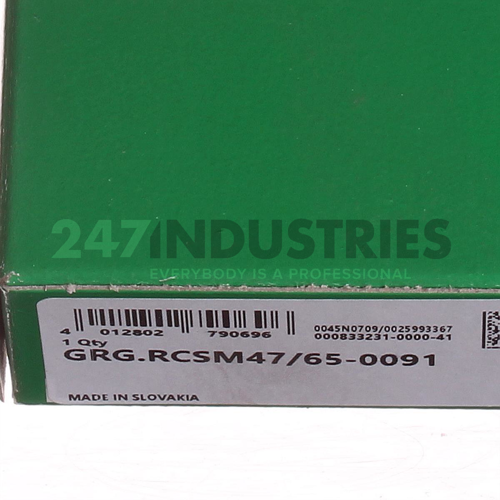 247INDUSTRIES
EVERYBODY IS A PROFESSIONAL
4 012802 790696
0045N0709/0025993367
000833231-0000-41
1 Qty
GRG.RCSM47/65-0091
MADE IN SLOVAKIA